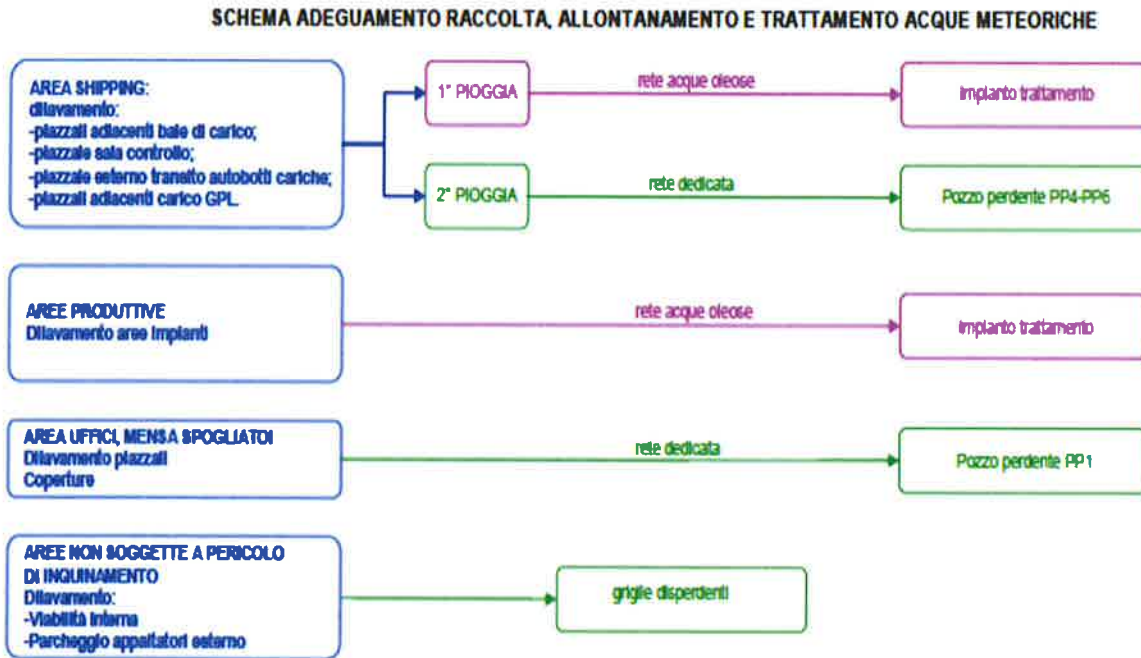 SCHEMA ADEGUAMENTO RACCOLTA, ALLONTANAMENTO E TRATTAMENTO ACQUE METEORICHE
AREA SHIPPING:
dilavamento:
-piazzali adiacenti baie di carico;
-piazzale sala controllo;
-piazzale esterno transito autobotti cariche;
-piazzali adiacenti carico GPL.
1° PIOGGIA
rete acque oleose
impianto trattamento
2° PIOGGIA
rete dedicata
Pozzo perdente PP4-PP6
AREE PRODUTTIVE
Dilavamento aree impianti
rete acque oleose
impianto trattamento
AREA UFFICI, MENSA SPOGLIATOI
Dilavamento piazzali
Coperture
rete dedicata
Pozzo perdente PP1
AREE NON SOGGETTE A PERICOLO
DI INQUINAMENTO
Dilavamento:
-Viabilità interna
-Parcheggio appaltatori esterno
griglie disperdenti